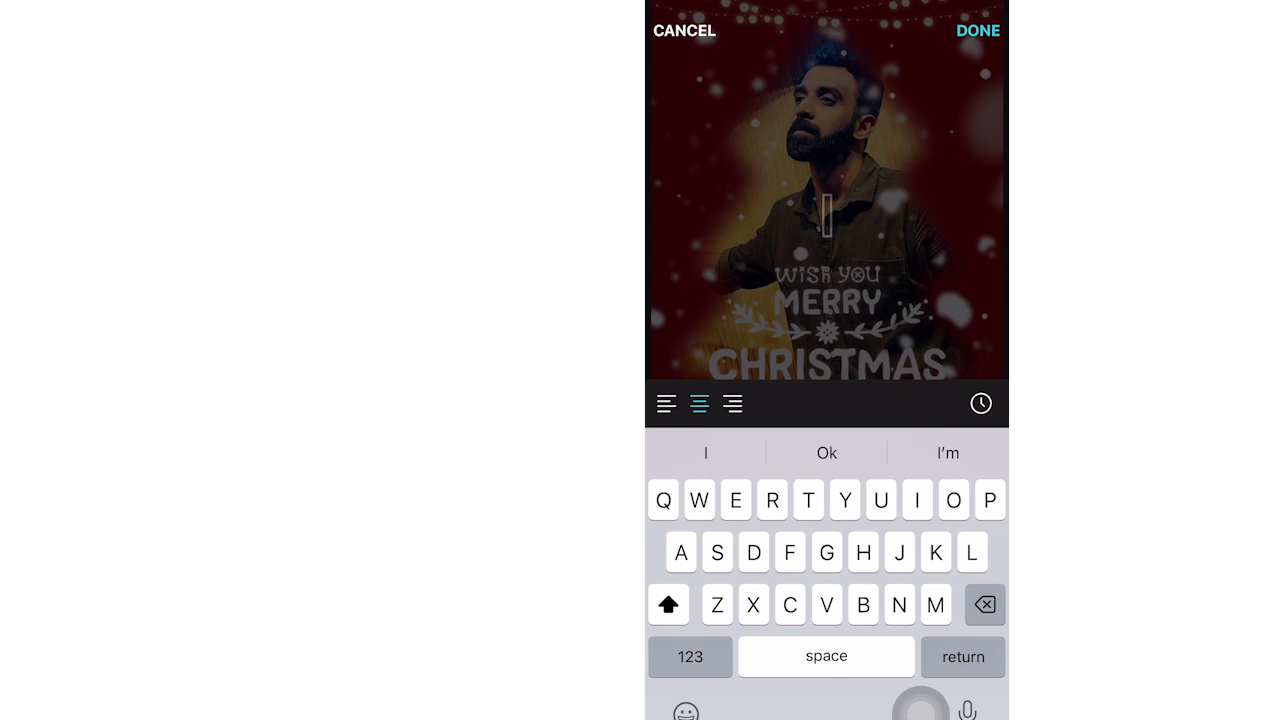 CANCEL DONE
WISH YOU
MERRY
CHRISTMAS
I Ok I'm
Q W E R T Y U I O P
A S D F G H J K L
Z X C V B N M
123 space return